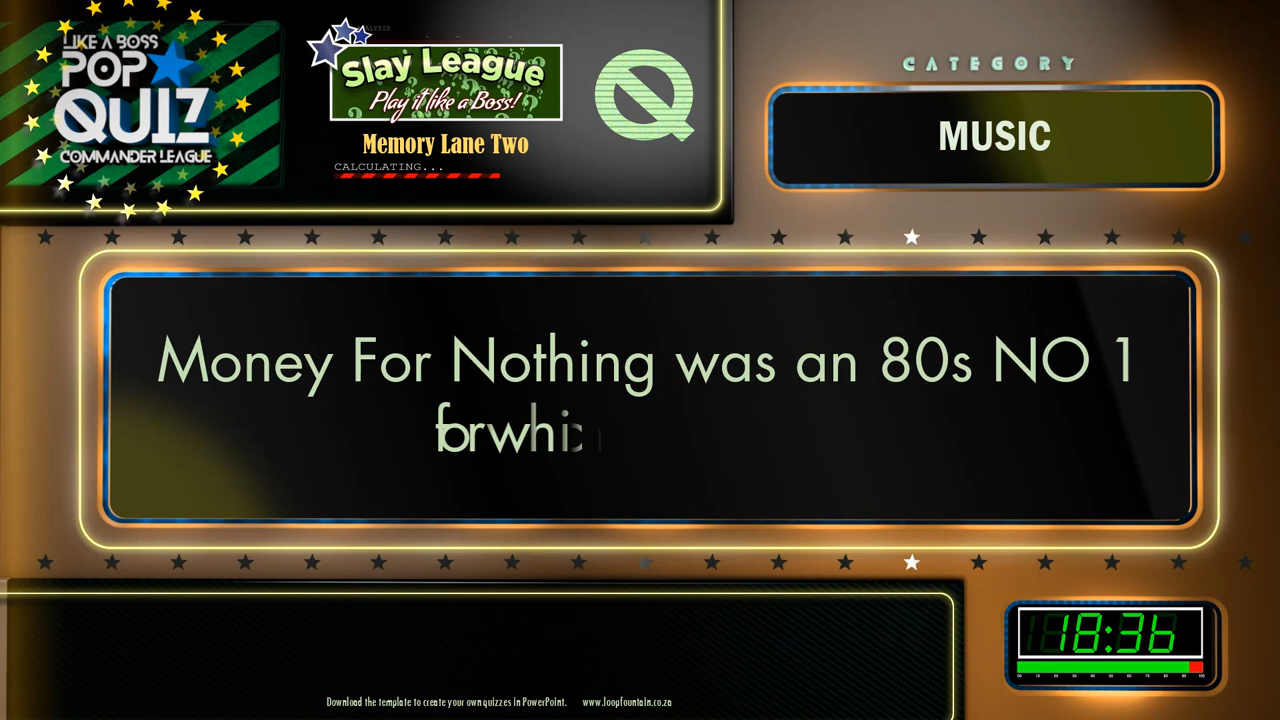 LIKE A BOSS
POP
QUIZ
COMMANDER LEAGUE
Slay League
Play it like a Boss!
Memory Lane Two
CALCULATING...
Q
CATEGORY
MUSIC
Money For Nothing was an 80s NO 1
for whi
18:36
Download the template to create your own quizzes in PowerPoint. www.loopfountain.co.za